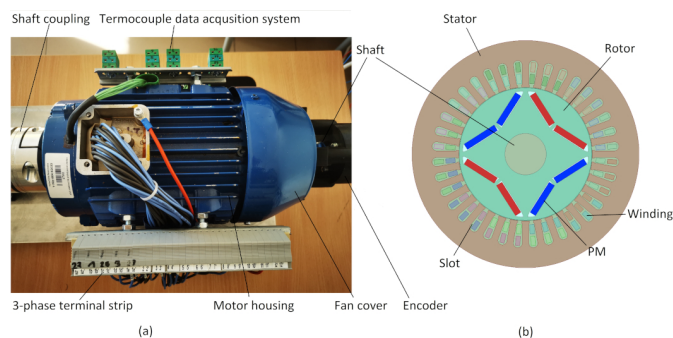 Shaft coupling
Termocouple data acqusition system
Stator
Shaft
Rotor
Winding
PM
Slot
3-phase terminal strip
Motor housing
Fan cover
Encoder
(a)
(b)